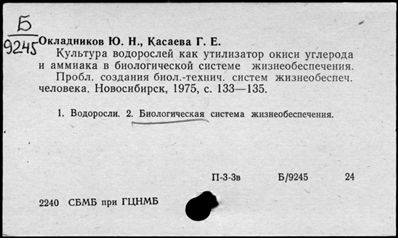 Б
9245
Окладников Ю. Н., Касаева Г. Е.
Культура водорослей как утилизатор окиси углерода
и аммиака в биологической системе жизнеобеспечения.
Пробл. создания биол.-технич. систем жизнеобеспеч.
человека. Новосибирск, 1975, с. 133—135.
1. Водоросли. 2. Биологическая система жизнеобеспечения.
П-3-3в Б/9245 24
2240 СБМБ при ГЦНМБ